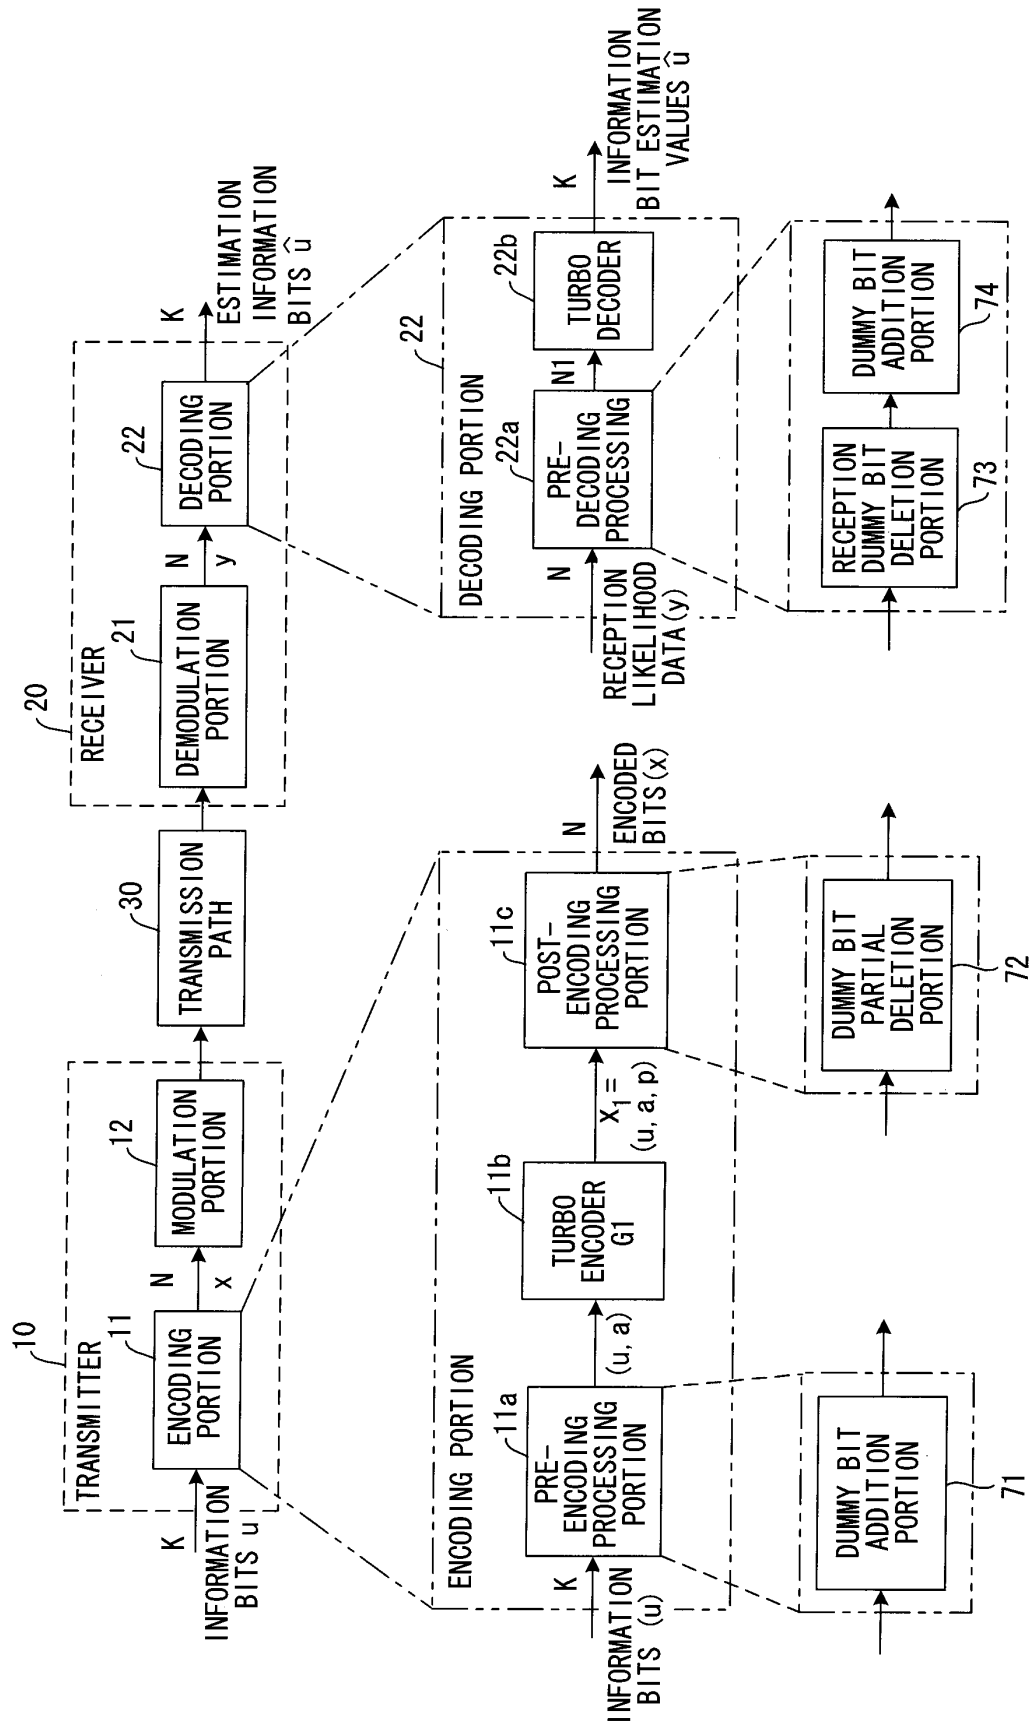 10
TRANSMITTER
K
INFORMATION
BITS u
11
ENCODING
PORTION
N
x
12
MODULATION
PORTION
30
TRANSMISSION
PATH
20
RECEIVER
21
DEMODULATION
PORTION
N
y
22
DECODING
PORTION
K
ESTIMATION
INFORMATION
BITS û
ENCODING PORTION
K
INFORMATION
BITS (u)
11a
PRE-
ENCODING
PROCESSING
PORTION
(u, a)
11b
TURBO
ENCODER
G1
X1=
(u, a, p)
11c
POST-
ENCODING
PROCESSING
PORTION
N
ENCODED
BITS(x)
DECODING PORTION
22
N
RECEPTION
LIKELIHOOD
DATA(y)
22a
PRE-
DECODING
PROCESSING
N1
22b
TURBO
DECODER
K
INFORMATION
BIT ESTIMATION
VALUES û
DUMMY BIT
ADDITION
PORTION
71
DUMMY BIT
PARTIAL
DELETION
PORTION
72
RECEPTION
DUMMY BIT
DELETION
PORTION
73
DUMMY BIT
ADDITION
PORTION
74